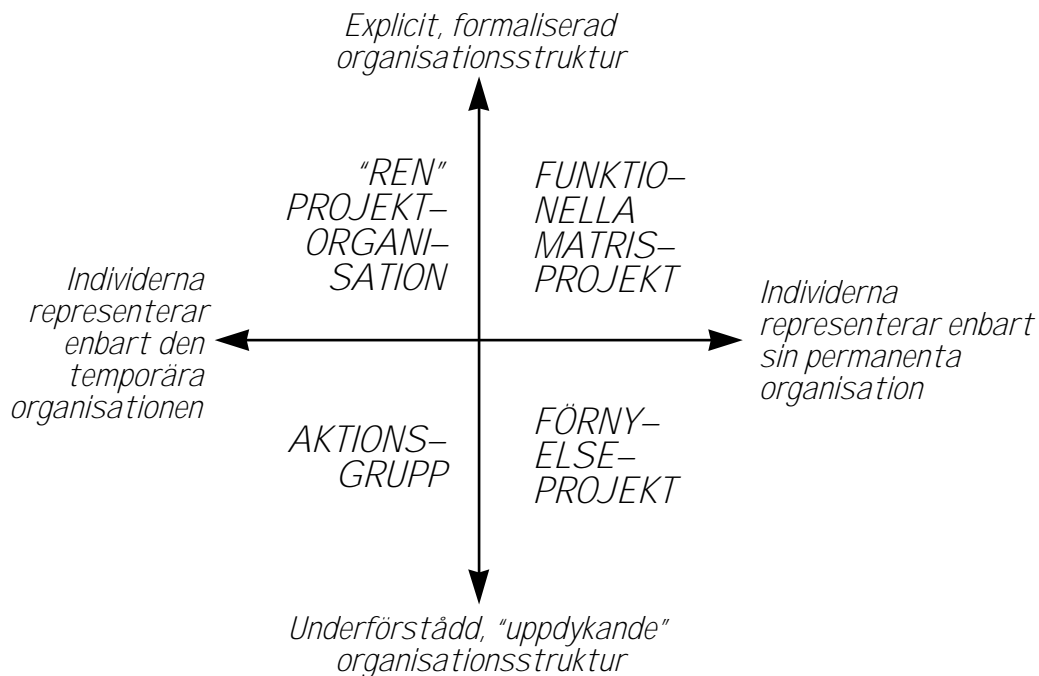 Explicit, formaliserad
organisationsstruktur
“REN”
PROJEKT–
ORGANI–
SATION
FUNKTIO–
NELLA
MATRIS–
PROJEKT
Individerna
representerar
enbart den
temporära
organisationen
Individerna
representerar enbart
sin permanenta
organisation
AKTIONS–
GRUPP
FÖRNY–
ELSE–
PROJEKT
Underförstådd, “uppdykande”
organisationsstruktur